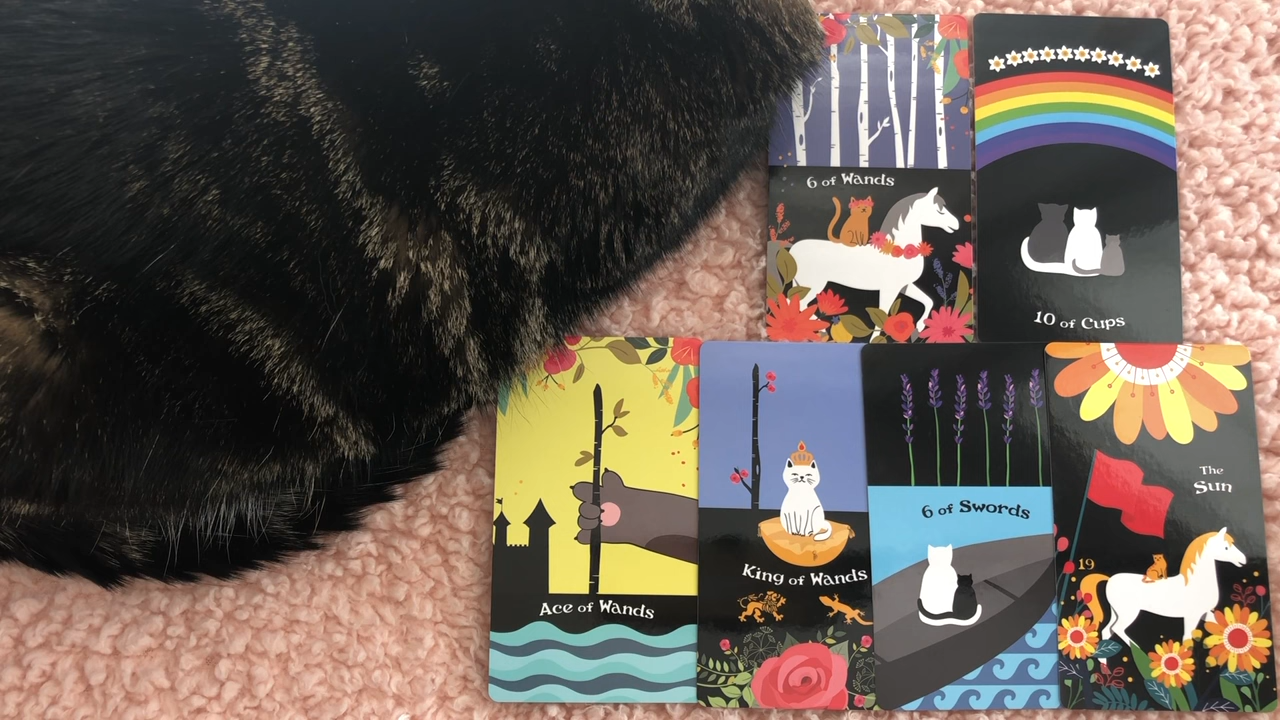 6 of Wands
10 of Cups
Ace of Wands
King of Wands
6 of Swords
The
Sun
19